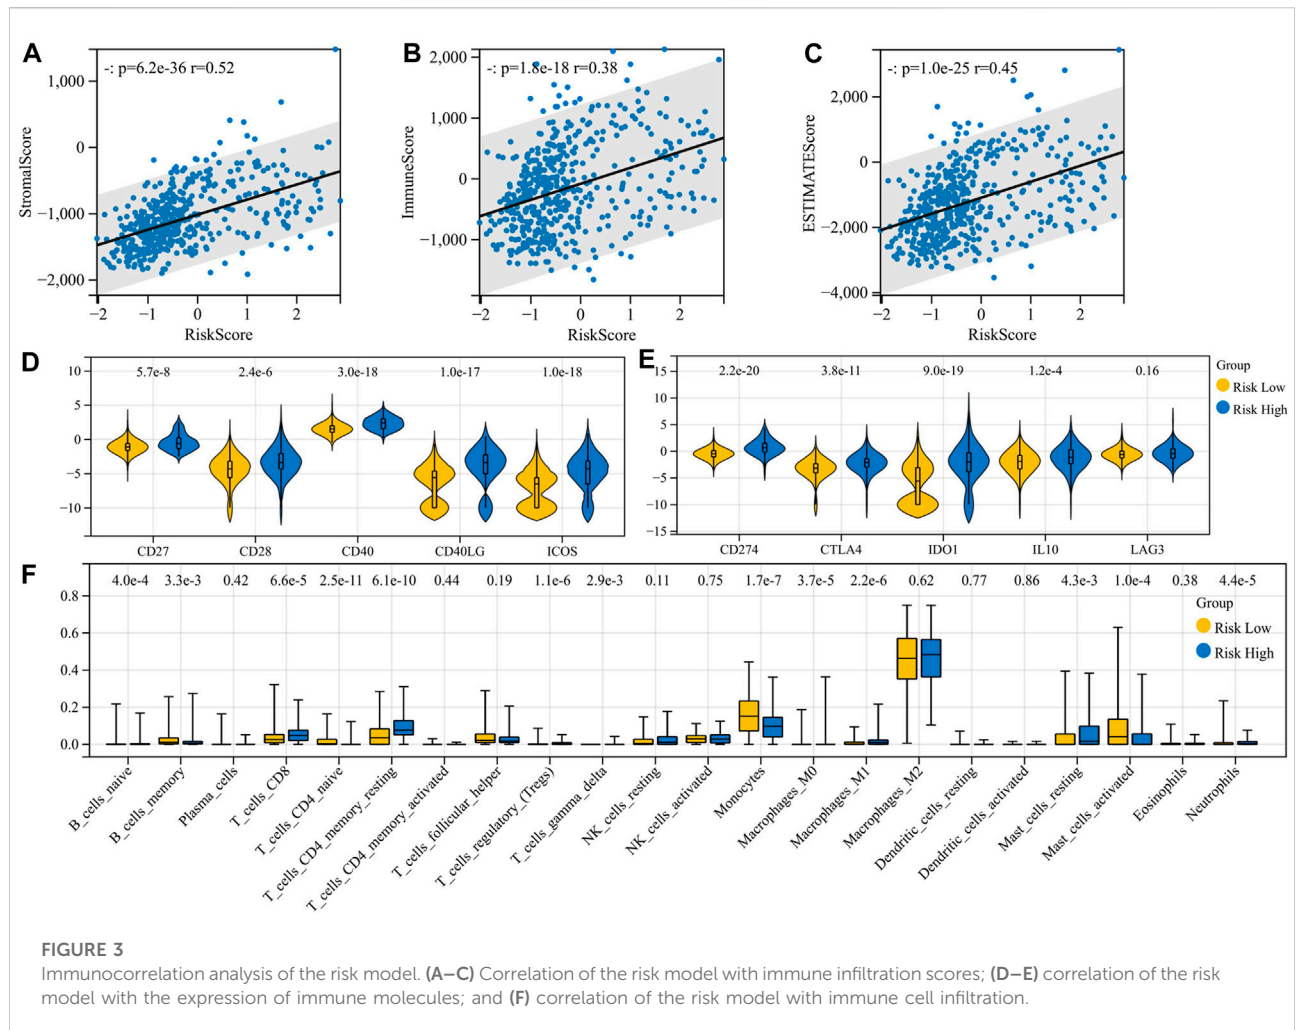 A
-: p=6.2e-36 r=0.52
StromalScore
1,000
0
−1,000
−2,000
−2 −1 0 1 2
RiskScore
B
-: p=1.8e-18 r=0.38
ImmuneScore
2,000
1,000
0
−1,000
−2 −1 0 1 2
RiskScore
C
-: p=1.0e-25 r=0.45
ESTIMATEScore
2,000
0
−2,000
−4,000
−2 −1 0 1 2
RiskScore
D
10
5
0
−5
−10
5.7e-8 2.4e-6 3.0e-18 1.0e-17 1.0e-18
CD27 CD28 CD40 CD40LG ICOS
E
15
10
5
0
−5
−10
−15
2.2e-20 3.8e-11 9.0e-19 1.2e-4 0.16
CD274 CTLA4 IDO1 IL10 LAG3
Group
Risk Low
Risk High
F
4.0e-4 3.3e-3 0.42 6.6e-5 2.5e-11 6.1e-10 0.44 0.19 1.1e-6 2.9e-3 0.11 0.75 1.7e-7 3.7e-5 2.2e-6 0.62 0.77 0.86 4.3e-3 1.0e-4 0.38 4.4e-5
0.8
0.6
0.4
0.2
0.0
Group
Risk Low
Risk High
B_cells_naive
B_cells_memory
Plasma_cells
T_cells_CD8
T_cells_CD4_naive
T_cells_CD4_memory_resting
T_cells_CD4_memory_activated
T_cells_follicular_helper
T_cells_regulatory_(Tregs)
T_cells_gamma_delta
NK_cells_resting
NK_cells_activated
Monocytes
Macrophages_M0
Macrophages_M1
Macrophages_M2
Dendritic_cells_resting
Dendritic_cells_activated
Mast_cells_resting
Mast_cells_activated
Eosinophils
Neutrophils
FIGURE 3
Immunocorrelation analysis of the risk model. (A–C) Correlation of the risk model with immune infiltration scores; (D–E) correlation of the risk
model with the expression of immune molecules; and (F) correlation of the risk model with immune cell infiltration.